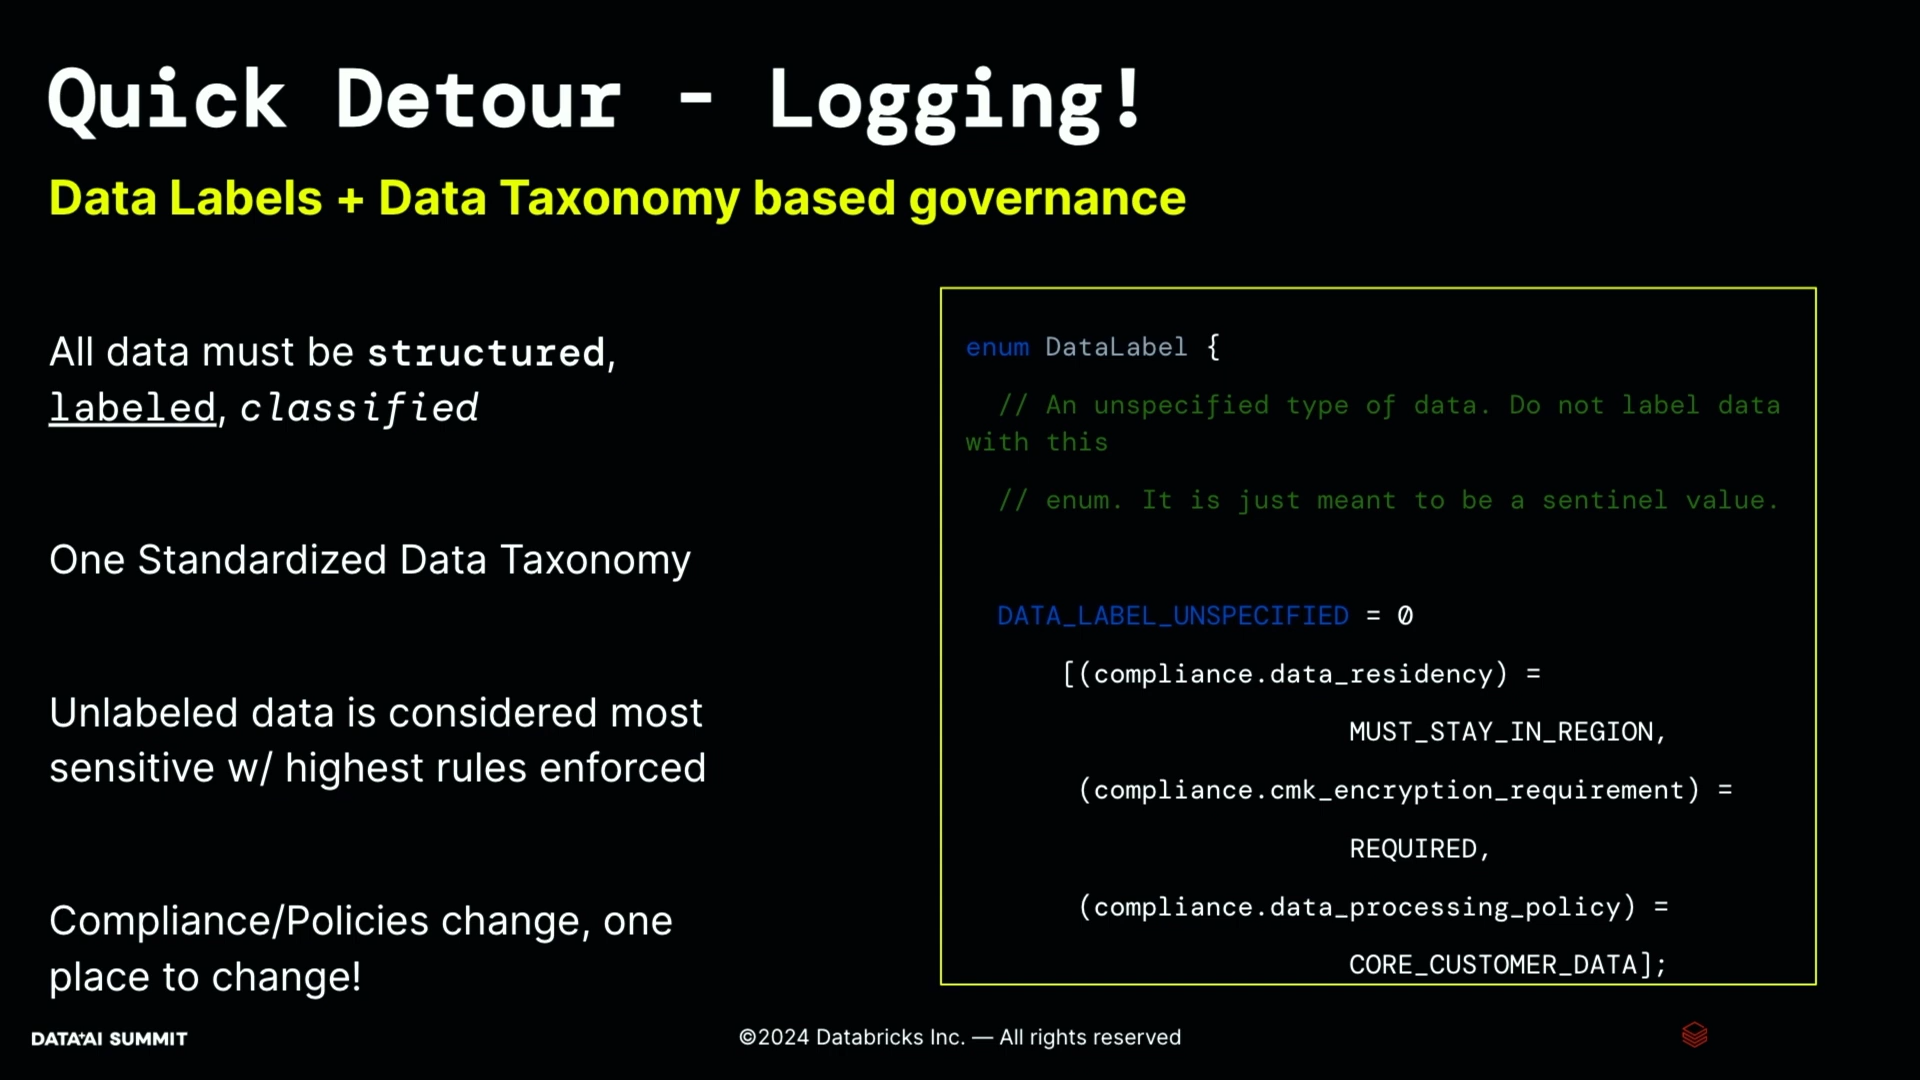 Quick Detour - Logging!
Data Labels + Data Taxonomy based governance
All data must be structured,
labeled, classified
One Standardized Data Taxonomy
Unlabeled data is considered most
sensitive w/ highest rules enforced
Compliance/Policies change, one
place to change!
enum DataLabel {
// An unspecified type of data. Do not label data
with this
// enum. It is just meant to be a sentinel value.
DATA_LABEL_UNSPECIFIED = 0
[(compliance.data_residency) =
MUST_STAY_IN_REGION,
(compliance.cmk_encryption_requirement) =
REQUIRED,
(compliance.data_processing_policy) =
CORE_CUSTOMER_DATA];
DATA+AI SUMMIT
©2024 Databricks Inc. — All rights reserved